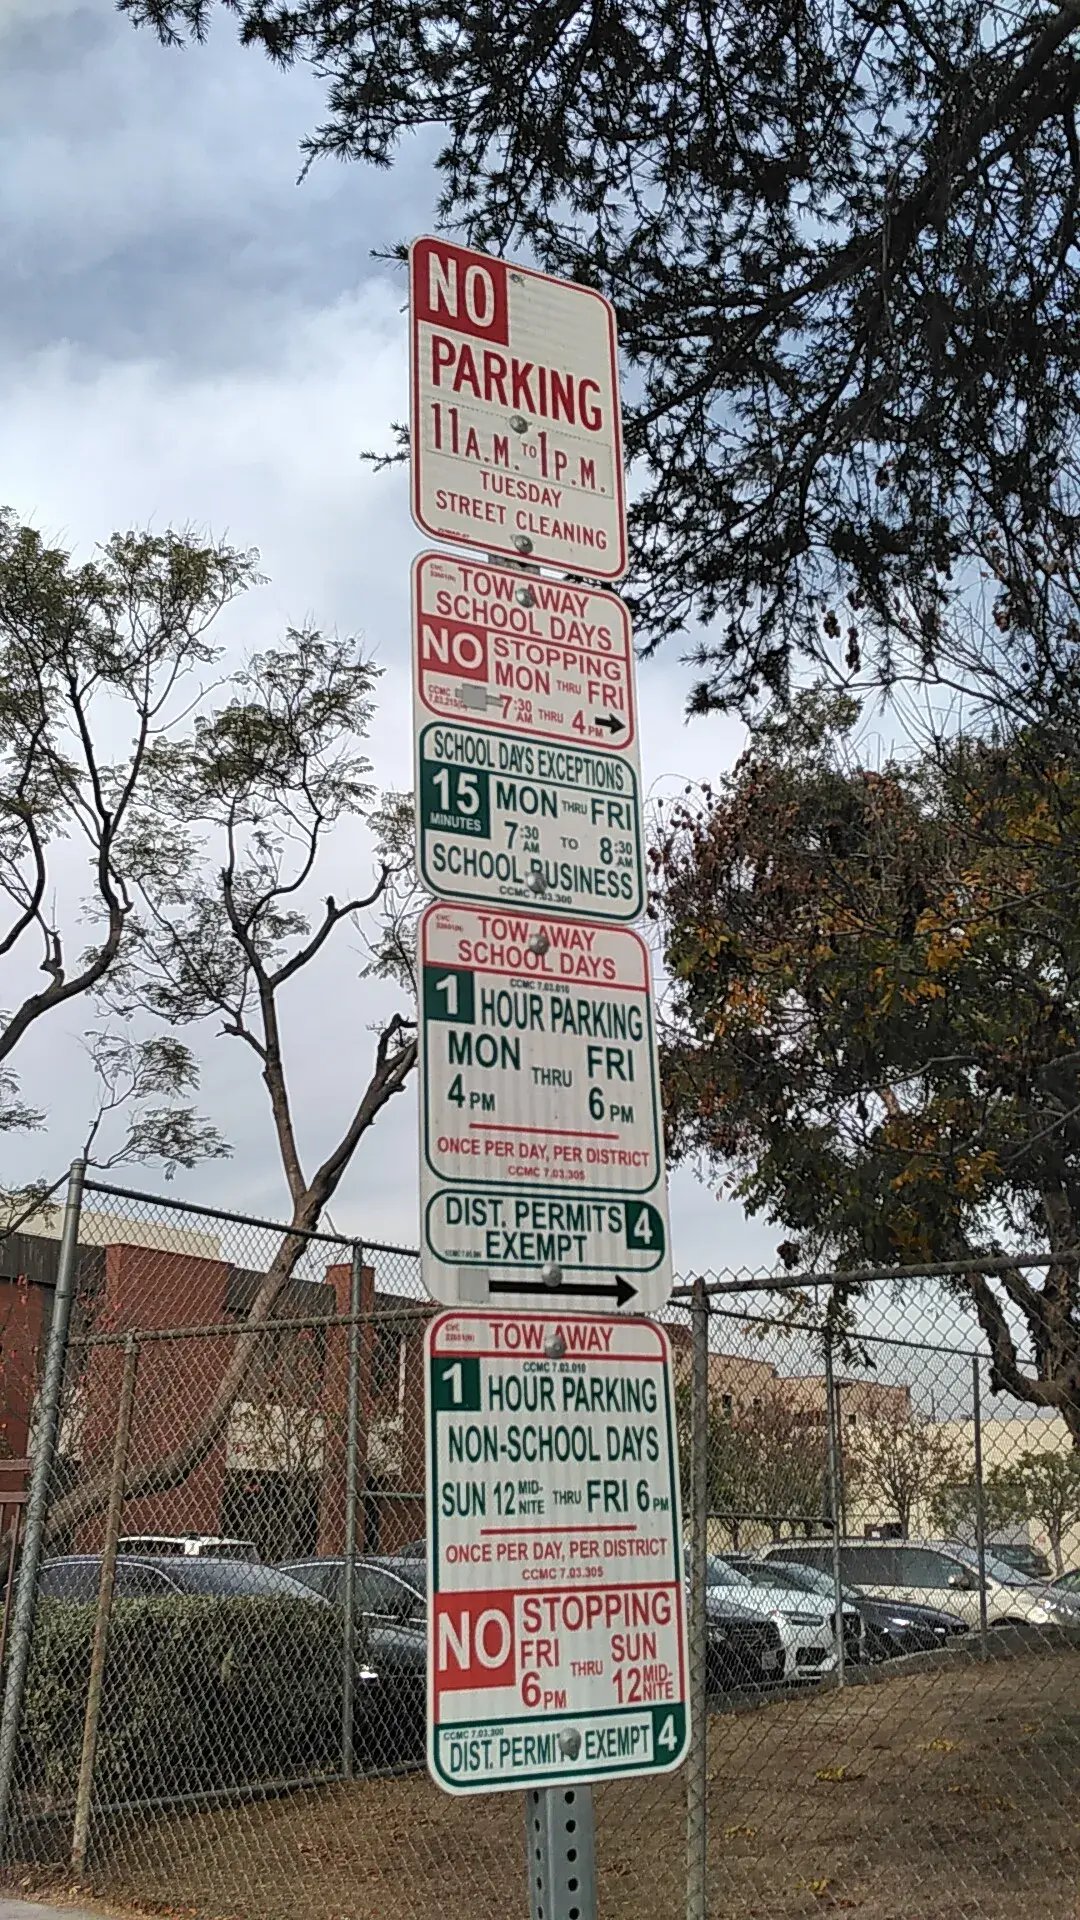 NO
PARKING
11 A.M. TO 1 P.M.
TUESDAY
STREET CLEANING
TOW AWAY
SCHOOL DAYS
NO STOPPING
MON THRU FRI
7:30 AM THRU 4 PM
SCHOOL DAYS EXCEPTIONS
15 MINUTES
MON THRU FRI
7:30 AM TO 8:30 AM
SCHOOL BUSINESS
CCMC 7.03.300
TOW AWAY
SCHOOL DAYS
CCMC 7.03.010
1 HOUR PARKING
MON THRU FRI
4 PM 6 PM
ONCE PER DAY, PER DISTRICT
CCMC 7.03.305
DIST. PERMITS 4
EXEMPT
TOW AWAY
CCMC 7.03.010
1 HOUR PARKING
NON-SCHOOL DAYS
SUN 12 MID-NITE THRU FRI 6 PM
ONCE PER DAY, PER DISTRICT
CCMC 7.03.305
NO STOPPING
FRI THRU SUN
6 PM 12 MID-NITE
CCMC 7.03.300
DIST. PERMIT EXEMPT 4